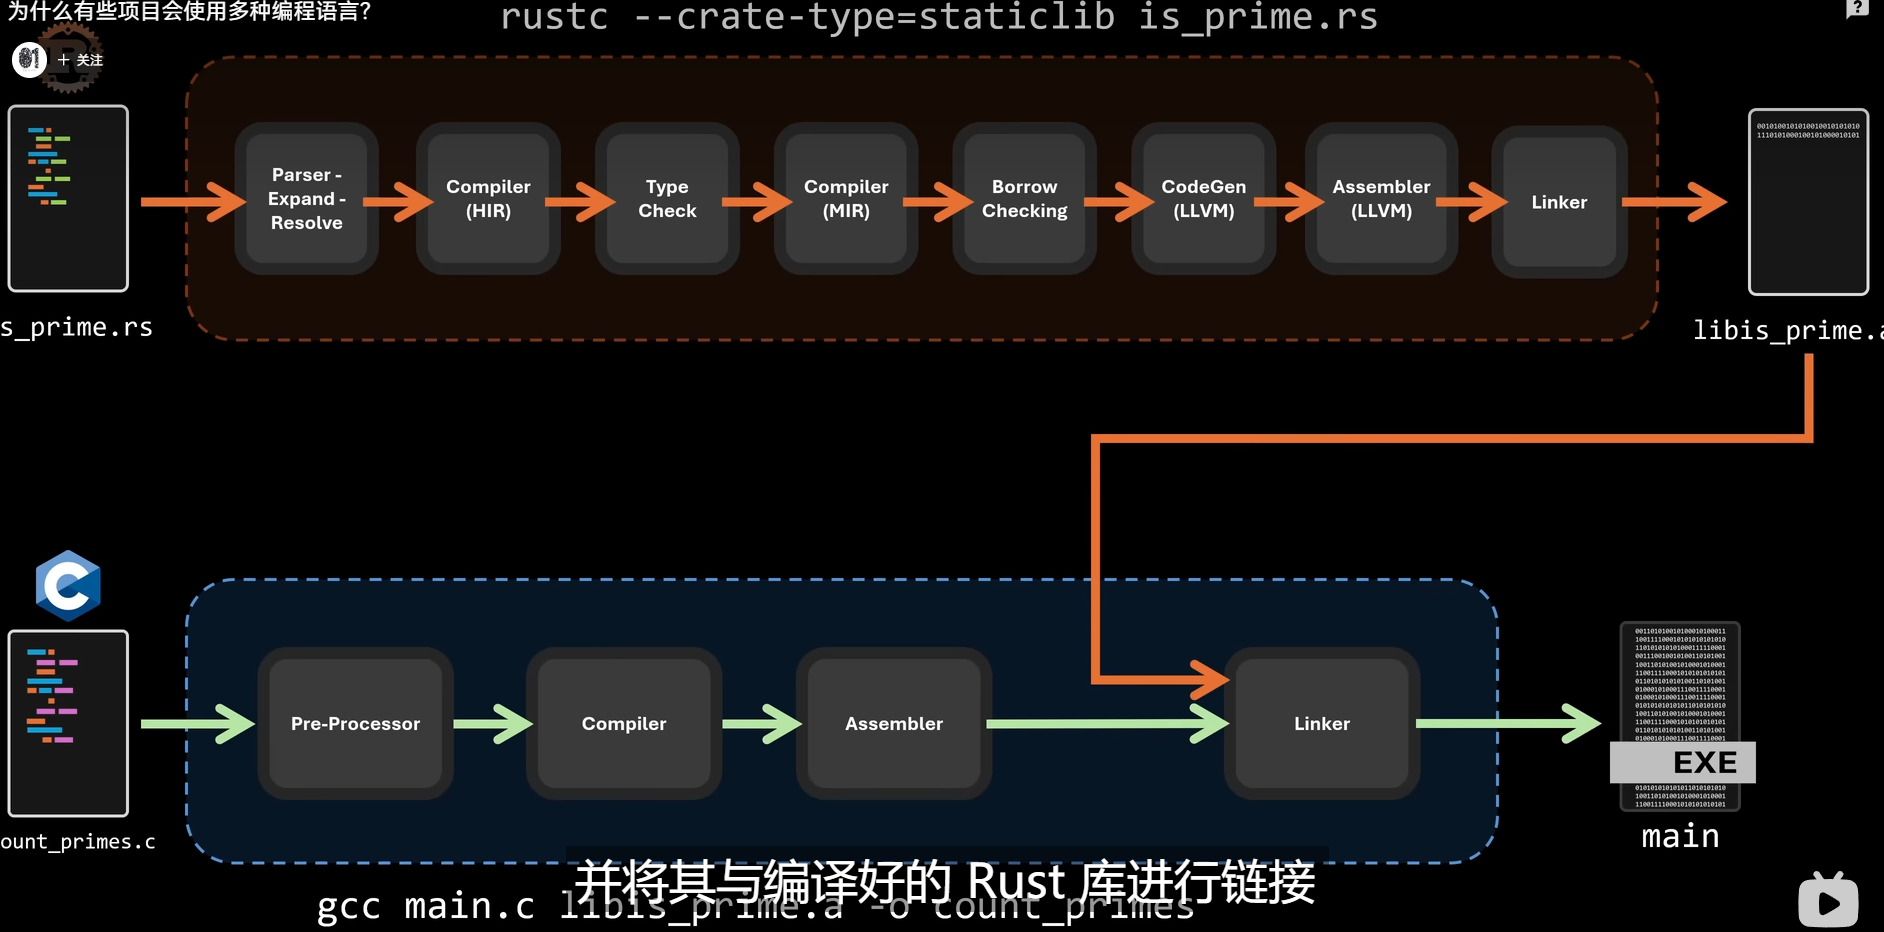 为什么有些项目会使用多种编程语言?
rustc --crate-type=staticlib is_prime.rs
?
01
+ 关注
Parser -
Expand -
Resolve
Compiler
(HIR)
Type
Check
Compiler
(MIR)
Borrow
Checking
CodeGen
(LLVM)
Assembler
(LLVM)
Linker
s_prime.rs
libis_prime.a
C
Pre-Processor
Compiler
Assembler
Linker
EXE
ount_primes.c
main
并将其与编译好的 Rust 库进行链接
gcc main.c libis_prime.a -o count_primes